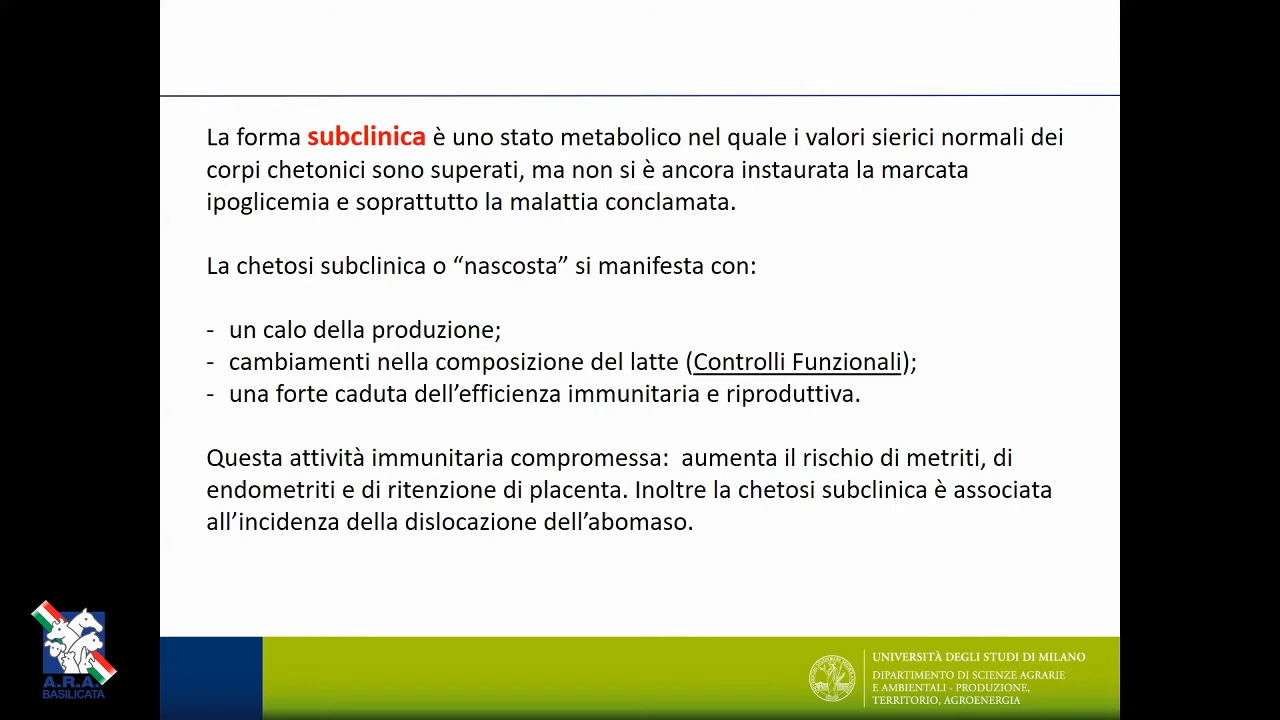 La forma subclinica è uno stato metabolico nel quale i valori sierici normali dei
corpi chetonici sono superati, ma non si è ancora instaurata la marcata
ipoglicemia e soprattutto la malattia conclamata.
La chetosi subclinica o “nascosta” si manifesta con:
- un calo della produzione;
- cambiamenti nella composizione del latte (Controlli Funzionali);
- una forte caduta dell’efficienza immunitaria e riproduttiva.
Questa attività immunitaria compromessa:  aumenta il rischio di metriti, di
endometriti e di ritenzione di placenta. Inoltre la chetosi subclinica è associata
all’incidenza della dislocazione dell’abomaso.
A.R.A.
BASILICATA
UNIVERSITÀ DEGLI STUDI DI MILANO
DIPARTIMENTO DI SCIENZE AGRARIE
E AMBIENTALI - PRODUZIONE,
TERRITORIO, AGROENERGIA